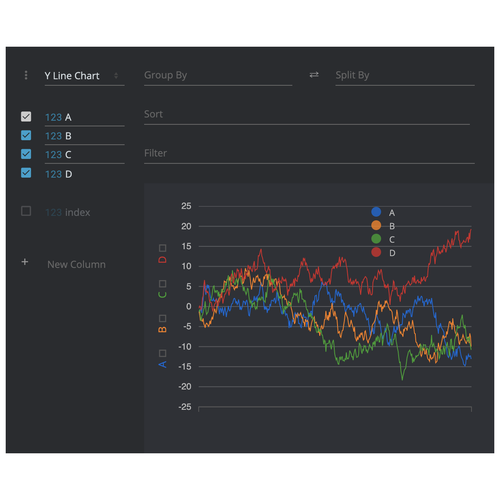 Y Line Chart
Group By
Split By
123 A
123 B
123 C
123 D
Sort
Filter
123 index
+ New Column
25
20
15
10
5
0
-5
-10
-15
-20
-25
A
B
C
D
A B C D